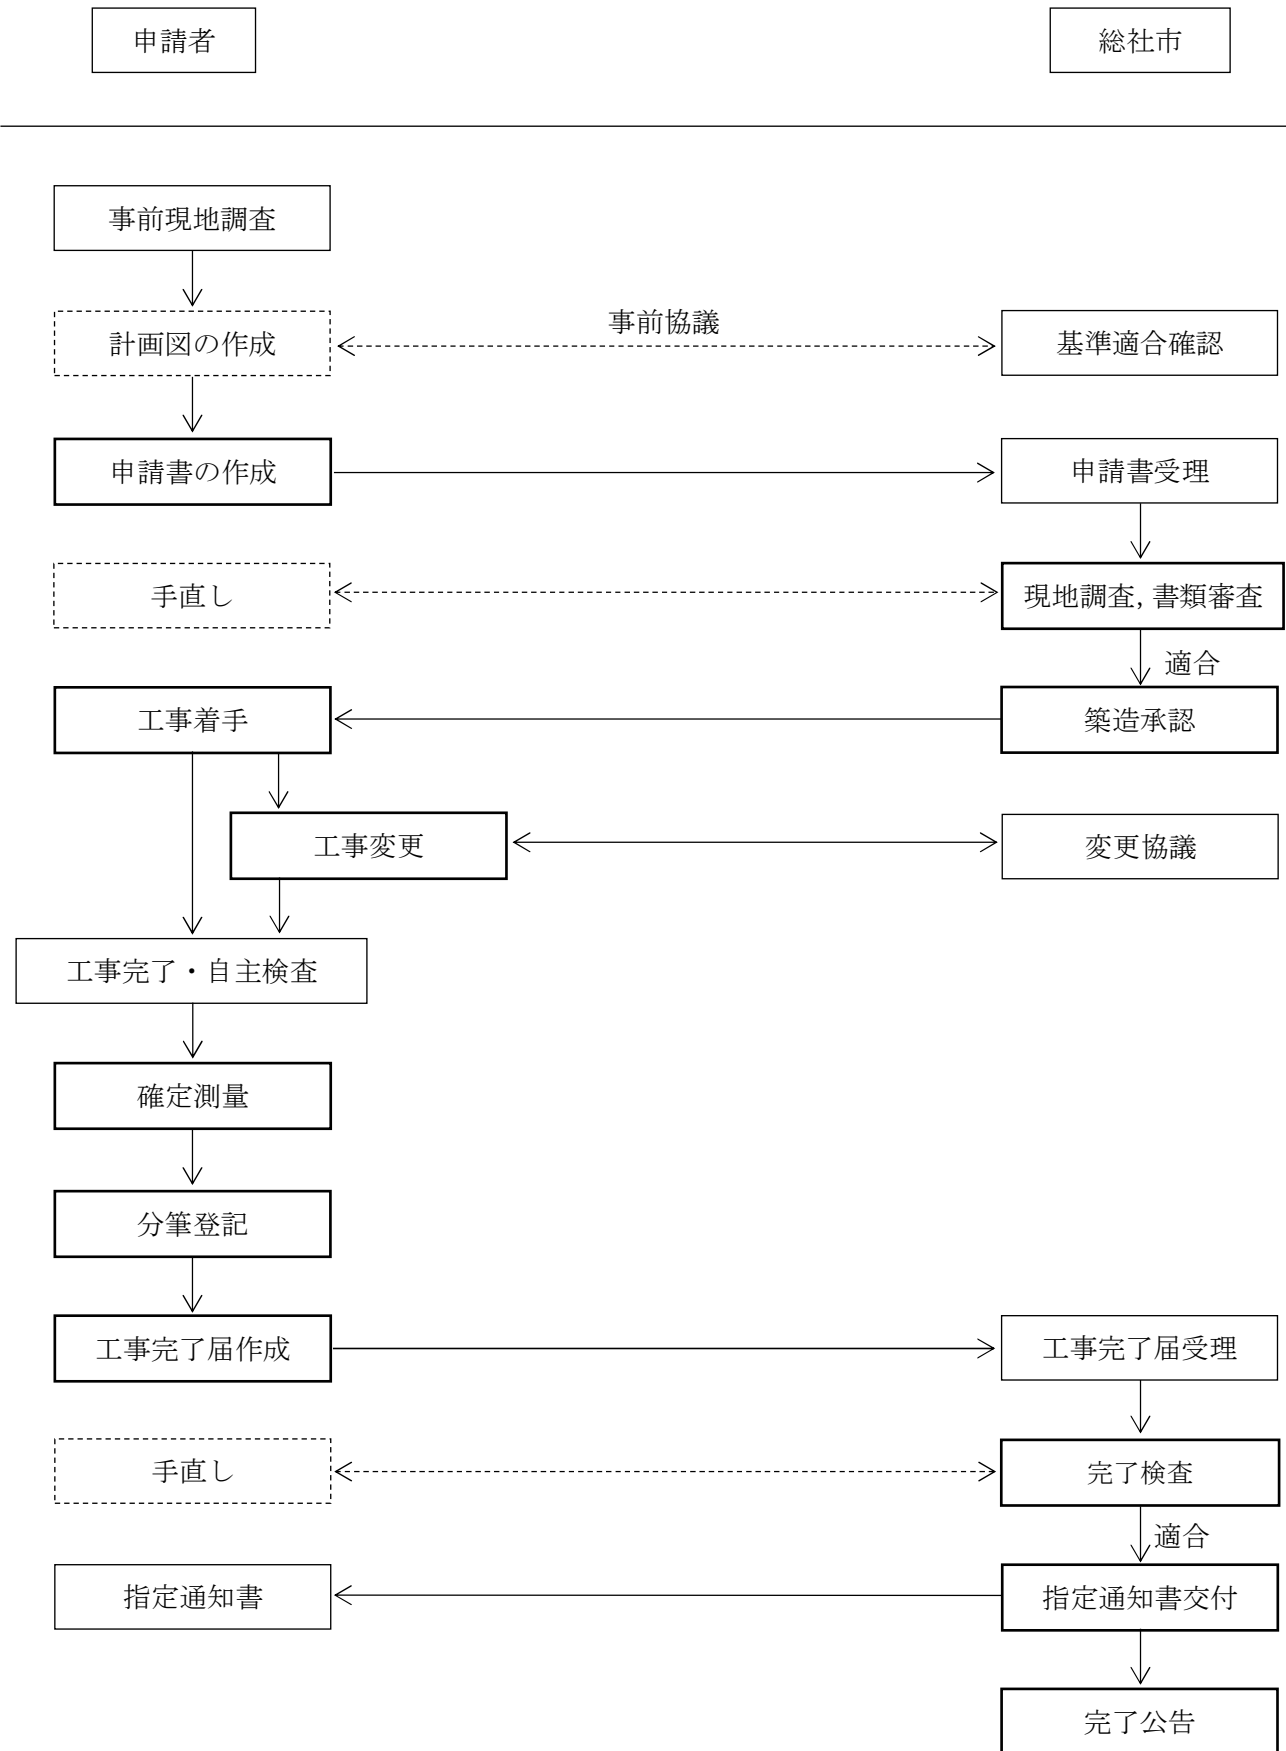 申請者
総社市
事前現地調査
計画図の作成
事前協議
基準適合確認
申請書の作成
申請書受理
手直し
現地調査，書類審査
適合
工事着手
築造承認
工事変更
変更協議
工事完了・自主検査
確定測量
分筆登記
工事完了届作成
工事完了届受理
手直し
完了検査
適合
指定通知書
指定通知書交付
完了公告